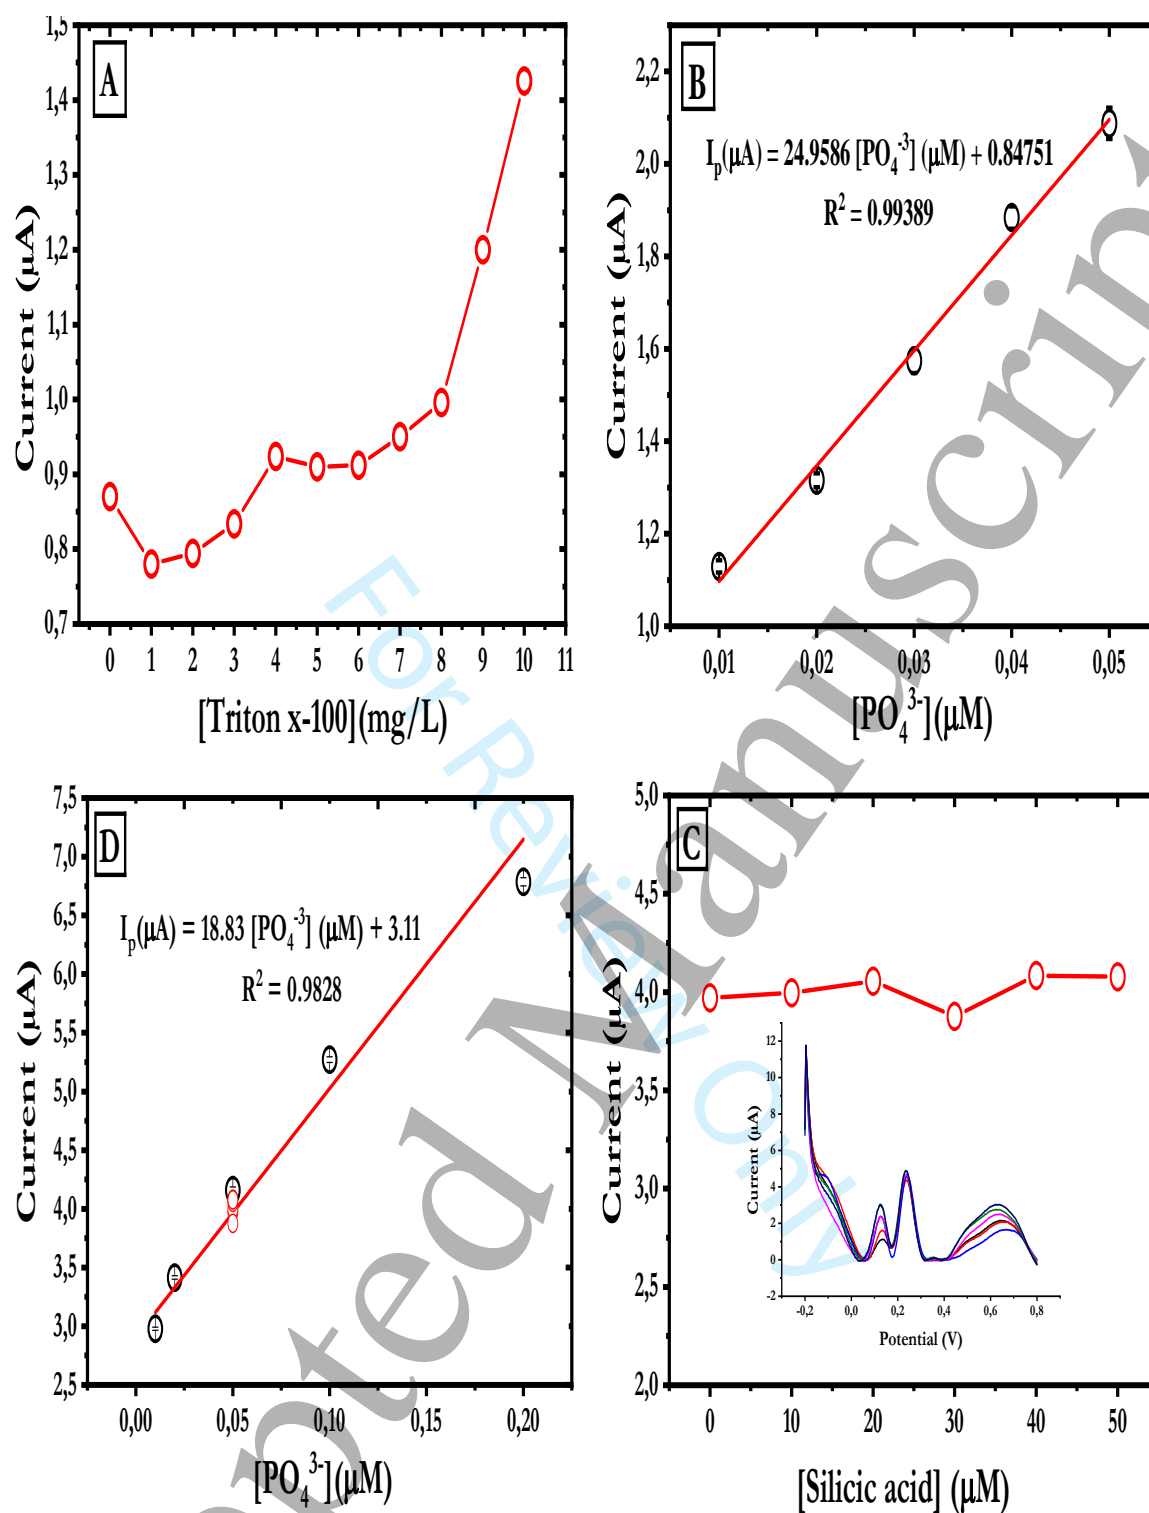 A
1,5
1,4
1,3
1,2
1,1
1,0
0,9
0,8
0,7
Current (µA)
0 1 2 3 4 5 6 7 8 9 10 11
[Triton x-100](mg/L)
B
I_p(µA) = 24.9586 [PO_4^-3] (µM) + 0.84751
R^2 = 0.99389
2,2
2,0
1,8
1,6
1,4
1,2
1,0
Current (µA)
0,01 0,02 0,03 0,04 0,05
[PO_4^3-](µM)
D
I_p(µA) = 18.83 [PO_4^-3] (µM) + 3.11
R^2 = 0.9828
7,5
7,0
6,5
6,0
5,5
5,0
4,5
4,0
3,5
3,0
2,5
Current (µA)
0,00 0,05 0,10 0,15 0,20
[PO_4^3-](µM)
C
5,0
4,5
4,0
3,5
3,0
2,5
2,0
Current (µA)
12
10
8
6
4
2
0
-2
Current (µA)
-0,2 0,0 0,2 0,4 0,6 0,8
Potential (V)
0 10 20 30 40 50
[Silicic acid] (µM)
For Review Only
pted Manuscrip